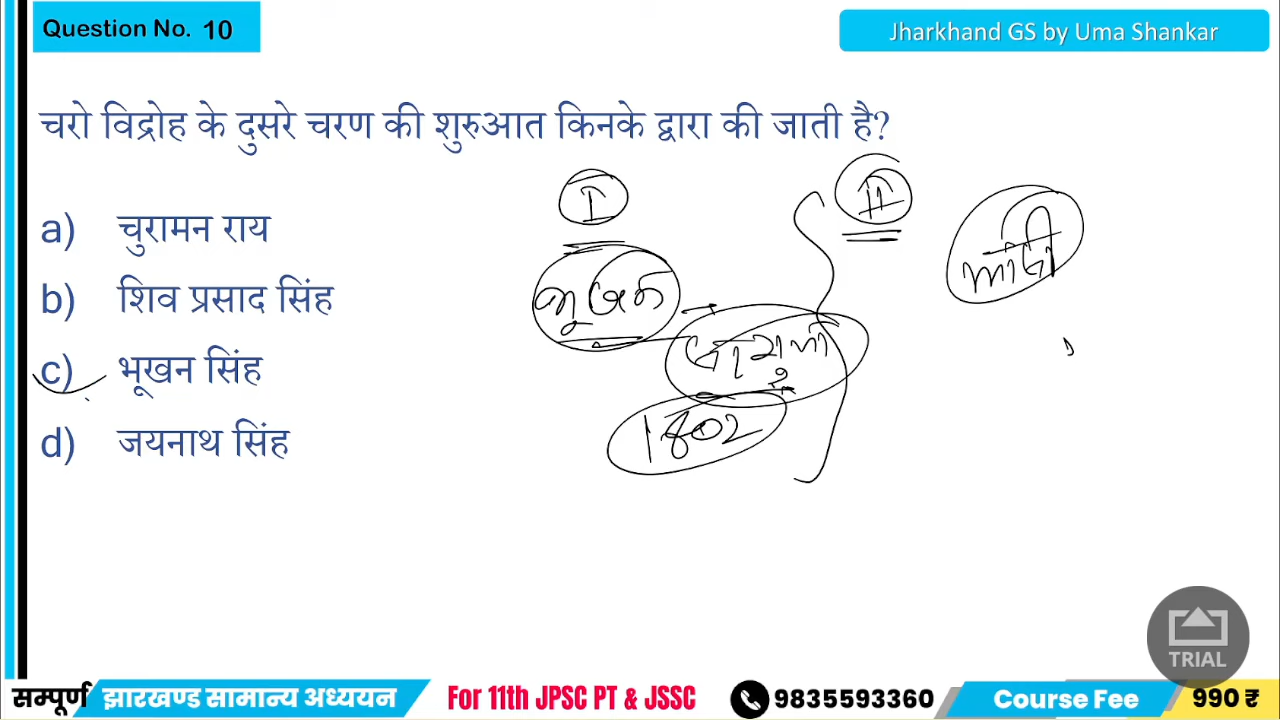 Question No. 10
Jharkhand GS by Uma Shankar
चरो विद्रोह के दुसरे चरण की शुरुआत किनके द्वारा की जाती है?
I
II
a) चुरामन राय
b) शिव प्रसाद सिंह
c) भूखन सिंह
d) जयनाथ सिंह
भूखन
1802
TRIAL
सम्पूर्ण झारखण्ड सामान्य अध्ययन For 11th JPSC PT & JSSC 9835593360 Course Fee 990 ₹